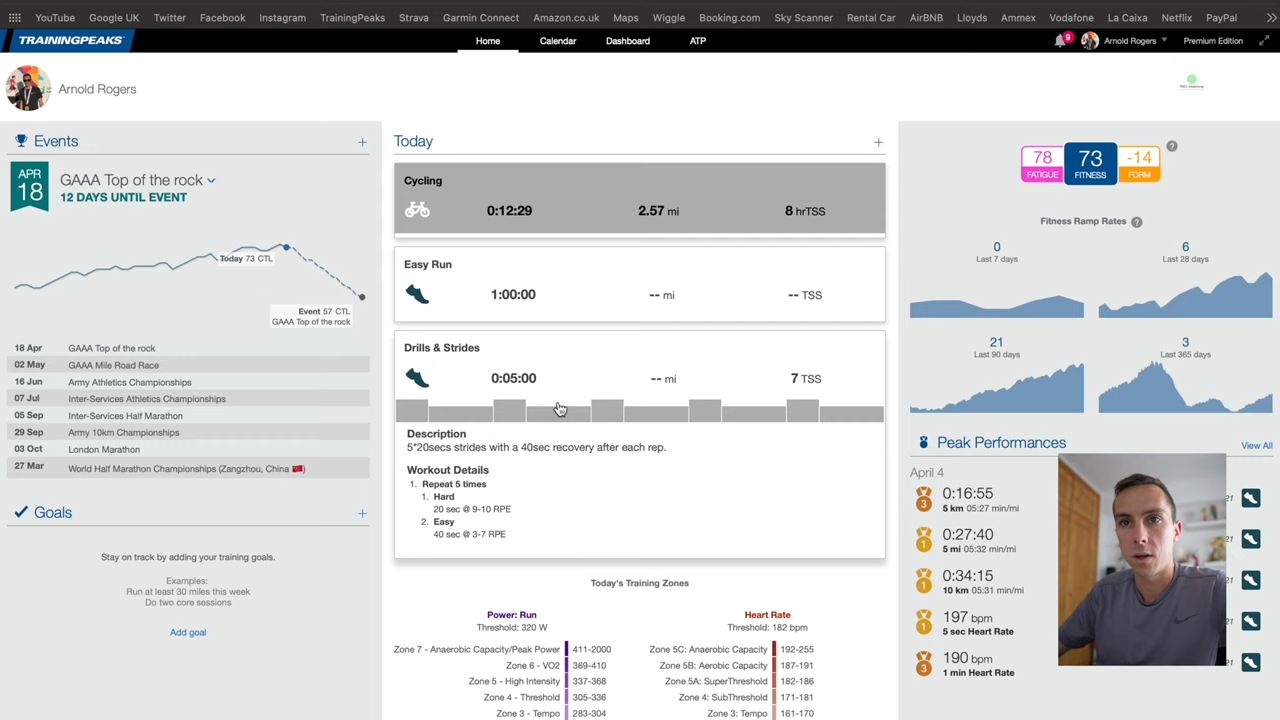 YouTube Google UK Twitter Facebook Instagram TrainingPeaks Strava Garmin Connect Amazon.co.uk Maps Wiggle Booking.com Sky Scanner Rental Car AirBNB Lloyds Ammex Vodafone La Caixa Netflix PayPal
TRAININGPEAKS Home Calendar Dashboard ATP 9 Arnold Rogers Premium Edition
Arnold Rogers
Events
APR
18
GAAA Top of the rock
12 DAYS UNTIL EVENT
Today 73 CTL
Event 57 CTL
GAAA Top of the rock
18 Apr GAAA Top of the rock
02 May GAAA Mile Road Race
16 Jun Army Athletics Championships
07 Jul Inter-Services Athletics Championships
05 Sep Inter-Services Half Marathon
29 Sep Army 10km Championships
03 Oct London Marathon
27 Mar World Half Marathon Championships (Zangzhou, China 🇨🇳)
Goals
Stay on track by adding your training goals.
Examples:
Run at least 30 miles this week
Do two core sessions
Add goal
Today
Cycling
0:12:29 2.57 mi 8 hrTSS
Easy Run
1:00:00 -- mi -- TSS
Drills & Strides
0:05:00 -- mi 7 TSS
Description
5*20secs strides with a 40sec recovery after each rep.
Workout Details
1. Repeat 5 times
1. Hard
20 sec @ 9-10 RPE
2. Easy
40 sec @ 3-7 RPE
Today's Training Zones
Power: Run
Threshold: 320 W
Zone 7 - Anaerobic Capacity/Peak Power 411-2000
Zone 6 - VO2 369-410
Zone 5 - High Intensity 337-368
Zone 4 - Threshold 305-336
Zone 3 - Tempo 283-304
Heart Rate
Threshold: 182 bpm
Zone 5C: Anaerobic Capacity 192-255
Zone 5B: Aerobic Capacity 187-191
Zone 5A: SuperThreshold 182-186
Zone 4: SubThreshold 171-181
Zone 3: Tempo 161-170
78 FATIGUE
73 FITNESS
-14 FORM
?
Fitness Ramp Rates ?
0
Last 7 days
6
Last 28 days
21
Last 90 days
3
Last 365 days
Peak Performances View All
April 4
3 0:16:55
5 km 05:27 min/mi
1 0:27:40
5 mi 05:32 min/mi
21
1 0:34:15
10 km 05:31 min/mi
21
1 197 bpm
5 sec Heart Rate
21
3 190 bpm
1 min Heart Rate
21